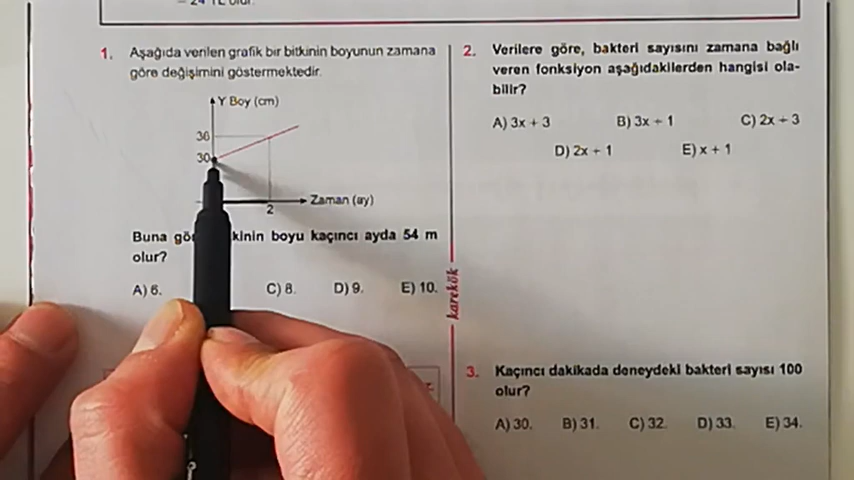 1. Aşağıda verilen grafik bir bitkinin boyunun zamana
göre değişimini göstermektedir.
Y Boy (cm)
36
30
Zaman (ay)
2
Buna kinin boyu kaçıncı ayda 54 m
olur?
A) 6. C) 8. D) 9. E) 10.
karekök
2. Verilere göre, bakteri sayısını zamana bağlı
veren fonksiyon aşağıdakilerden hangisi ola-
bilir?
A) 3x + 3 B) 3x + 1 C) 2x + 3
D) 2x + 1 E) x + 1
3. Kaçıncı dakikada deneydeki bakteri sayısı 100
olur?
A) 30. B) 31. C) 32. D) 33. E) 34.